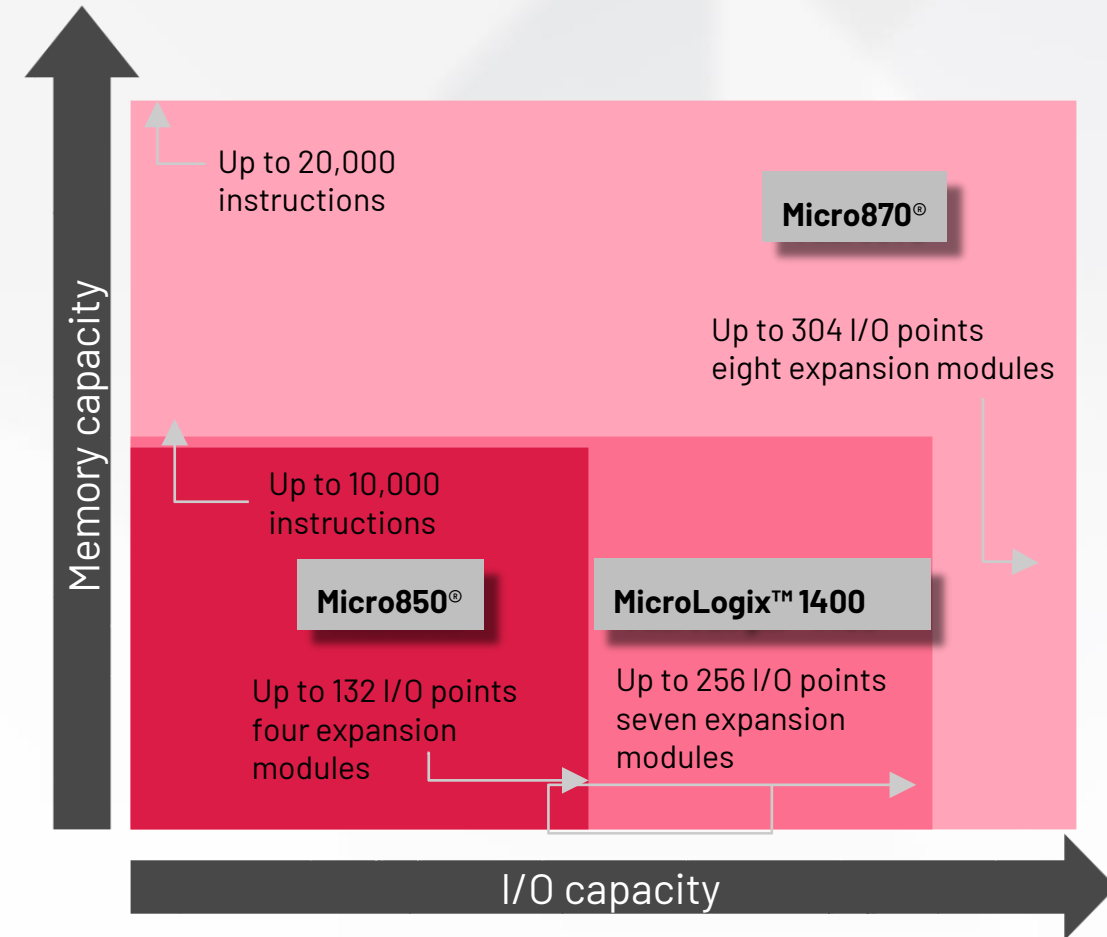 Up to 20,000
instructions
Micro870®
Up to 304 I/O points
eight expansion modules
Memory capacity
Up to 10,000
instructions
Micro850®
MicroLogix™ 1400
Up to 132 I/O points
four expansion
modules
Up to 256 I/O points
seven expansion
modules
I/O capacity